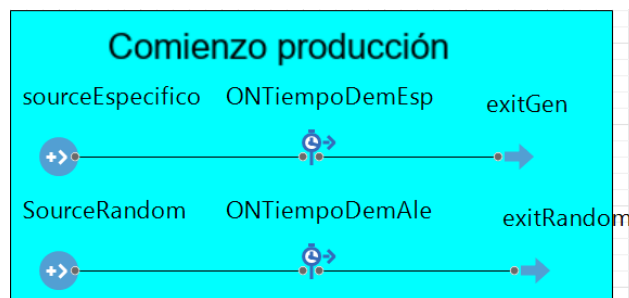 Comienzo producción
sourceEspecifico ONTiempoDemEsp exitGen
SourceRandom ONTiempoDemAle exitRandom